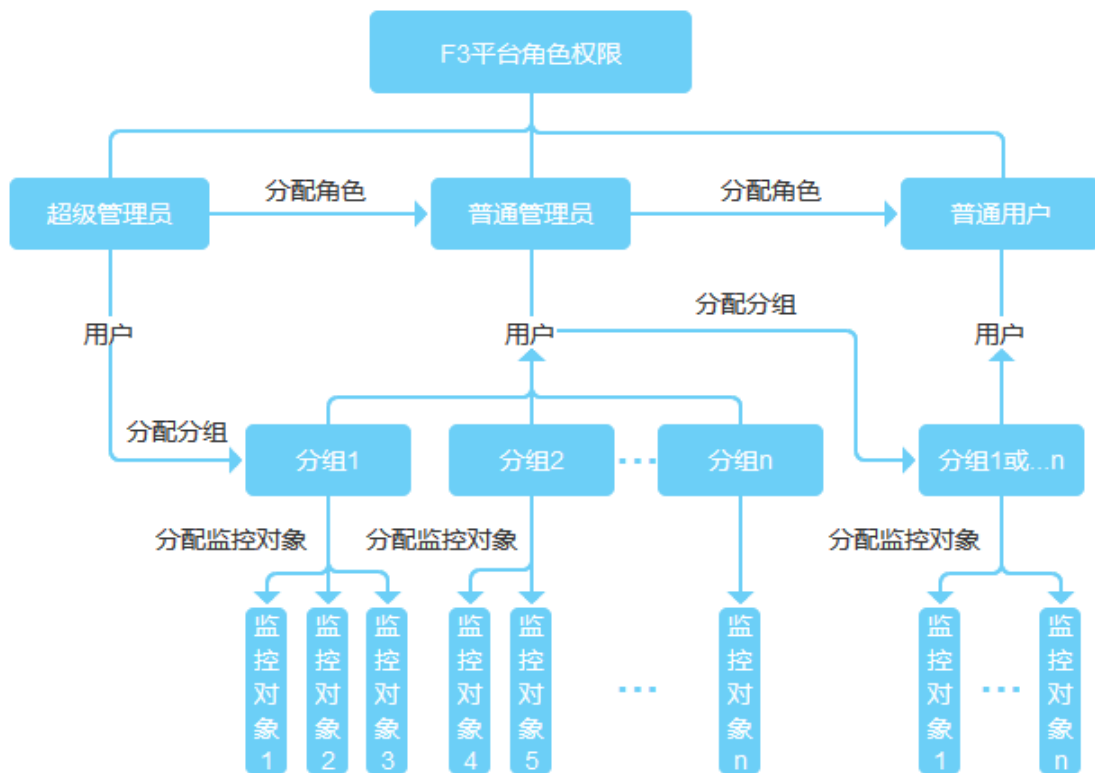 F3平台角色权限
分配角色
分配角色
超级管理员
普通管理员
普通用户
分配分组
用户
用户
用户
分配分组
分组1
分组2
...
分组n
分组1或...n
分配监控对象
分配监控对象
分配监控对象
监控对象1
监控对象2
监控对象3
监控对象4
监控对象5
...
监控对象n
监控对象1
...
监控对象n